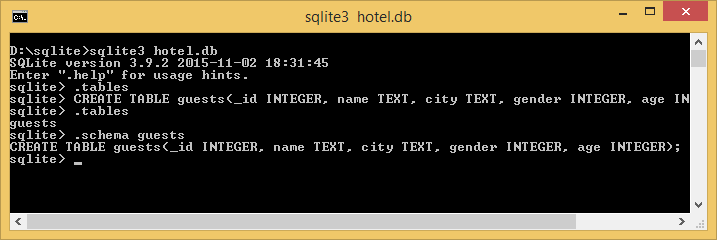 sqlite3 hotel.db
D:\sqlite>sqlite3 hotel.db
SQLite version 3.9.2 2015-11-02 18:31:45
Enter ".help" for usage hints.
sqlite> .tables
sqlite> CREATE TABLE guests(_id INTEGER, name TEXT, city TEXT, gender INTEGER, age IN
sqlite> .tables
guests
sqlite> .schema guests
CREATE TABLE guests(_id INTEGER, name TEXT, city TEXT, gender INTEGER, age INTEGER);
sqlite> _